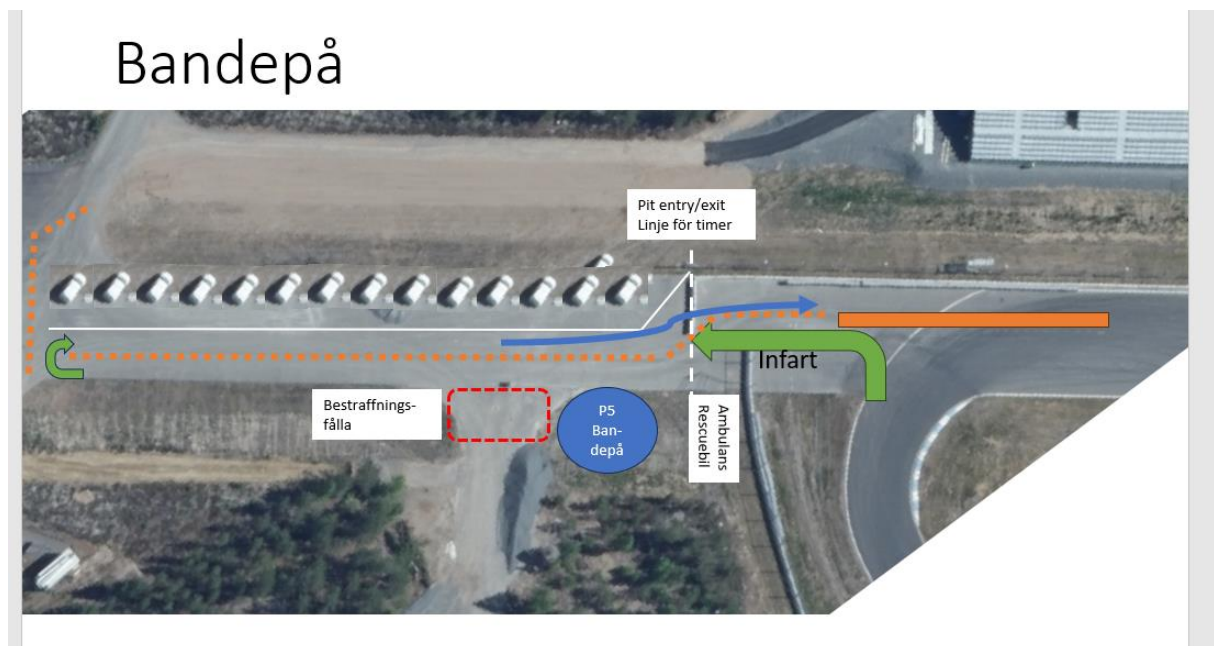 Bandepå
Pit entry/exit
Linje för timer
Infart
Bestraffnings-
fålla
P5
Ban-
depå
Ambulans
Rescuebil